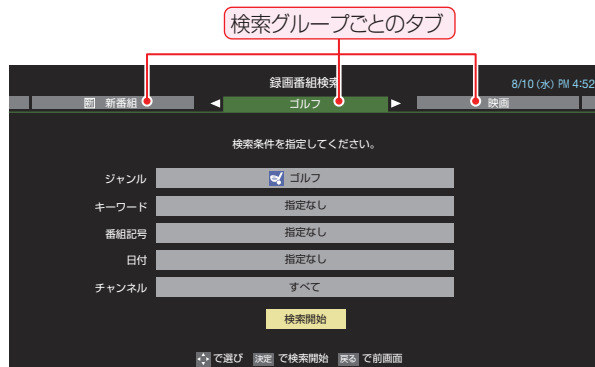 検索グループごとのタブ
録画番組検索
8/10 (水) PM 4:52
新 新番組
ゴルフ
映画
検索条件を指定してください。
ジャンル ゴルフ
キーワード 指定なし
番組記号 指定なし
日付 指定なし
チャンネル すべて
検索開始
で選び 決定 で検索開始 戻る で前画面